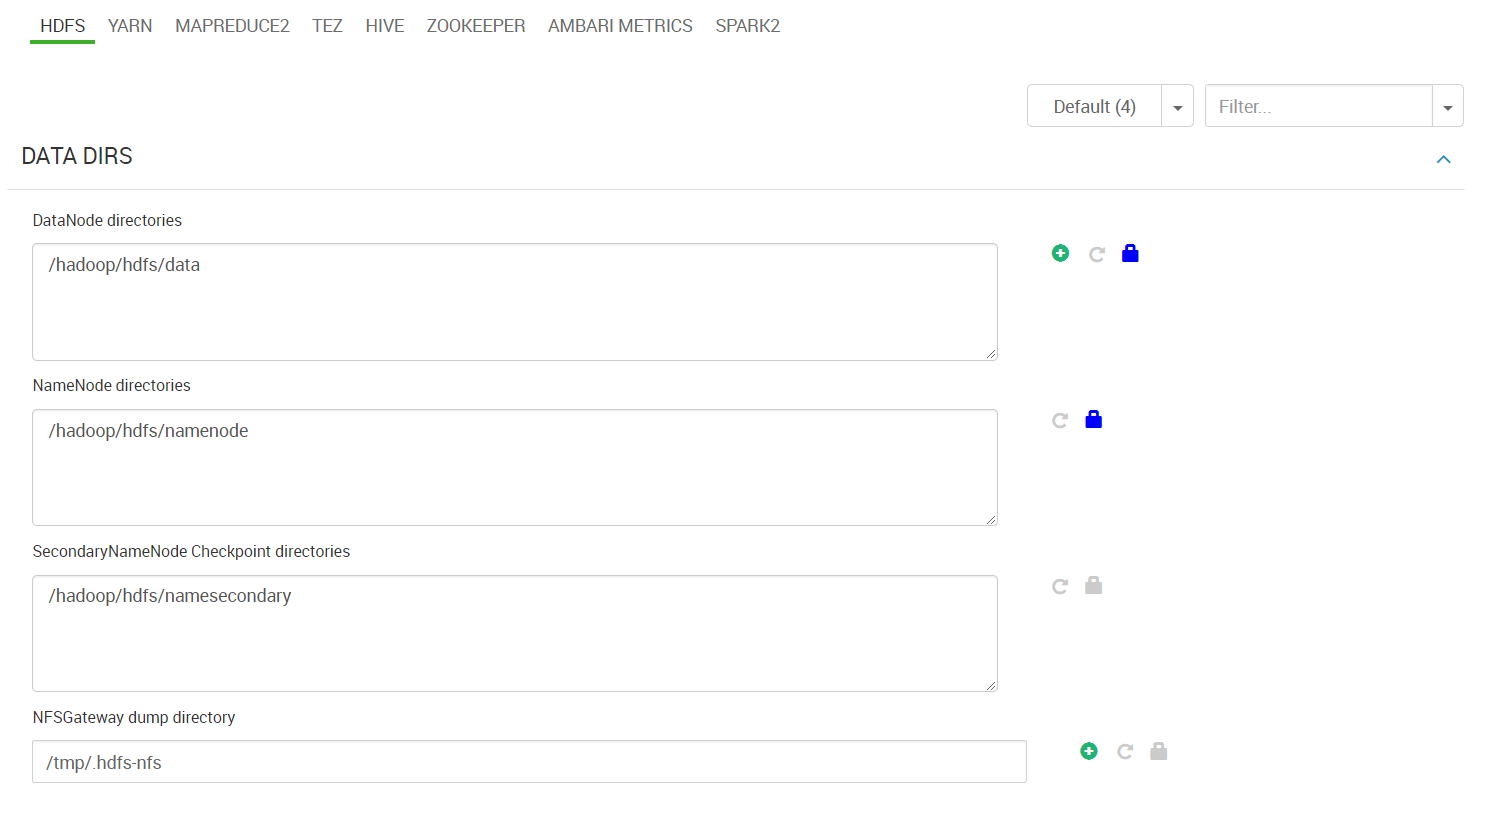 HDFS YARN MAPREDUCE2 TEZ HIVE ZOOKEEPER AMBARI METRICS SPARK2
Default (4) Filter...
DATA DIRS
DataNode directories
/hadoop/hdfs/data
NameNode directories
/hadoop/hdfs/namenode
SecondaryNameNode Checkpoint directories
/hadoop/hdfs/namesecondary
NFSGateway dump directory
/tmp/.hdfs-nfs